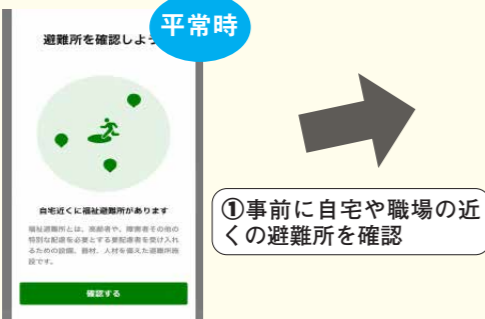 平常時
避難所を確認しよ
自宅近くに福祉避難所があります
福祉避難所とは、高齢者や、障害者その他の
特別な配慮を必要とする要配慮者を受け入れ
るための設備、器材、人材を備えた避難所施
設です。
確認する
①事前に自宅や職場の近
くの避難所を確認